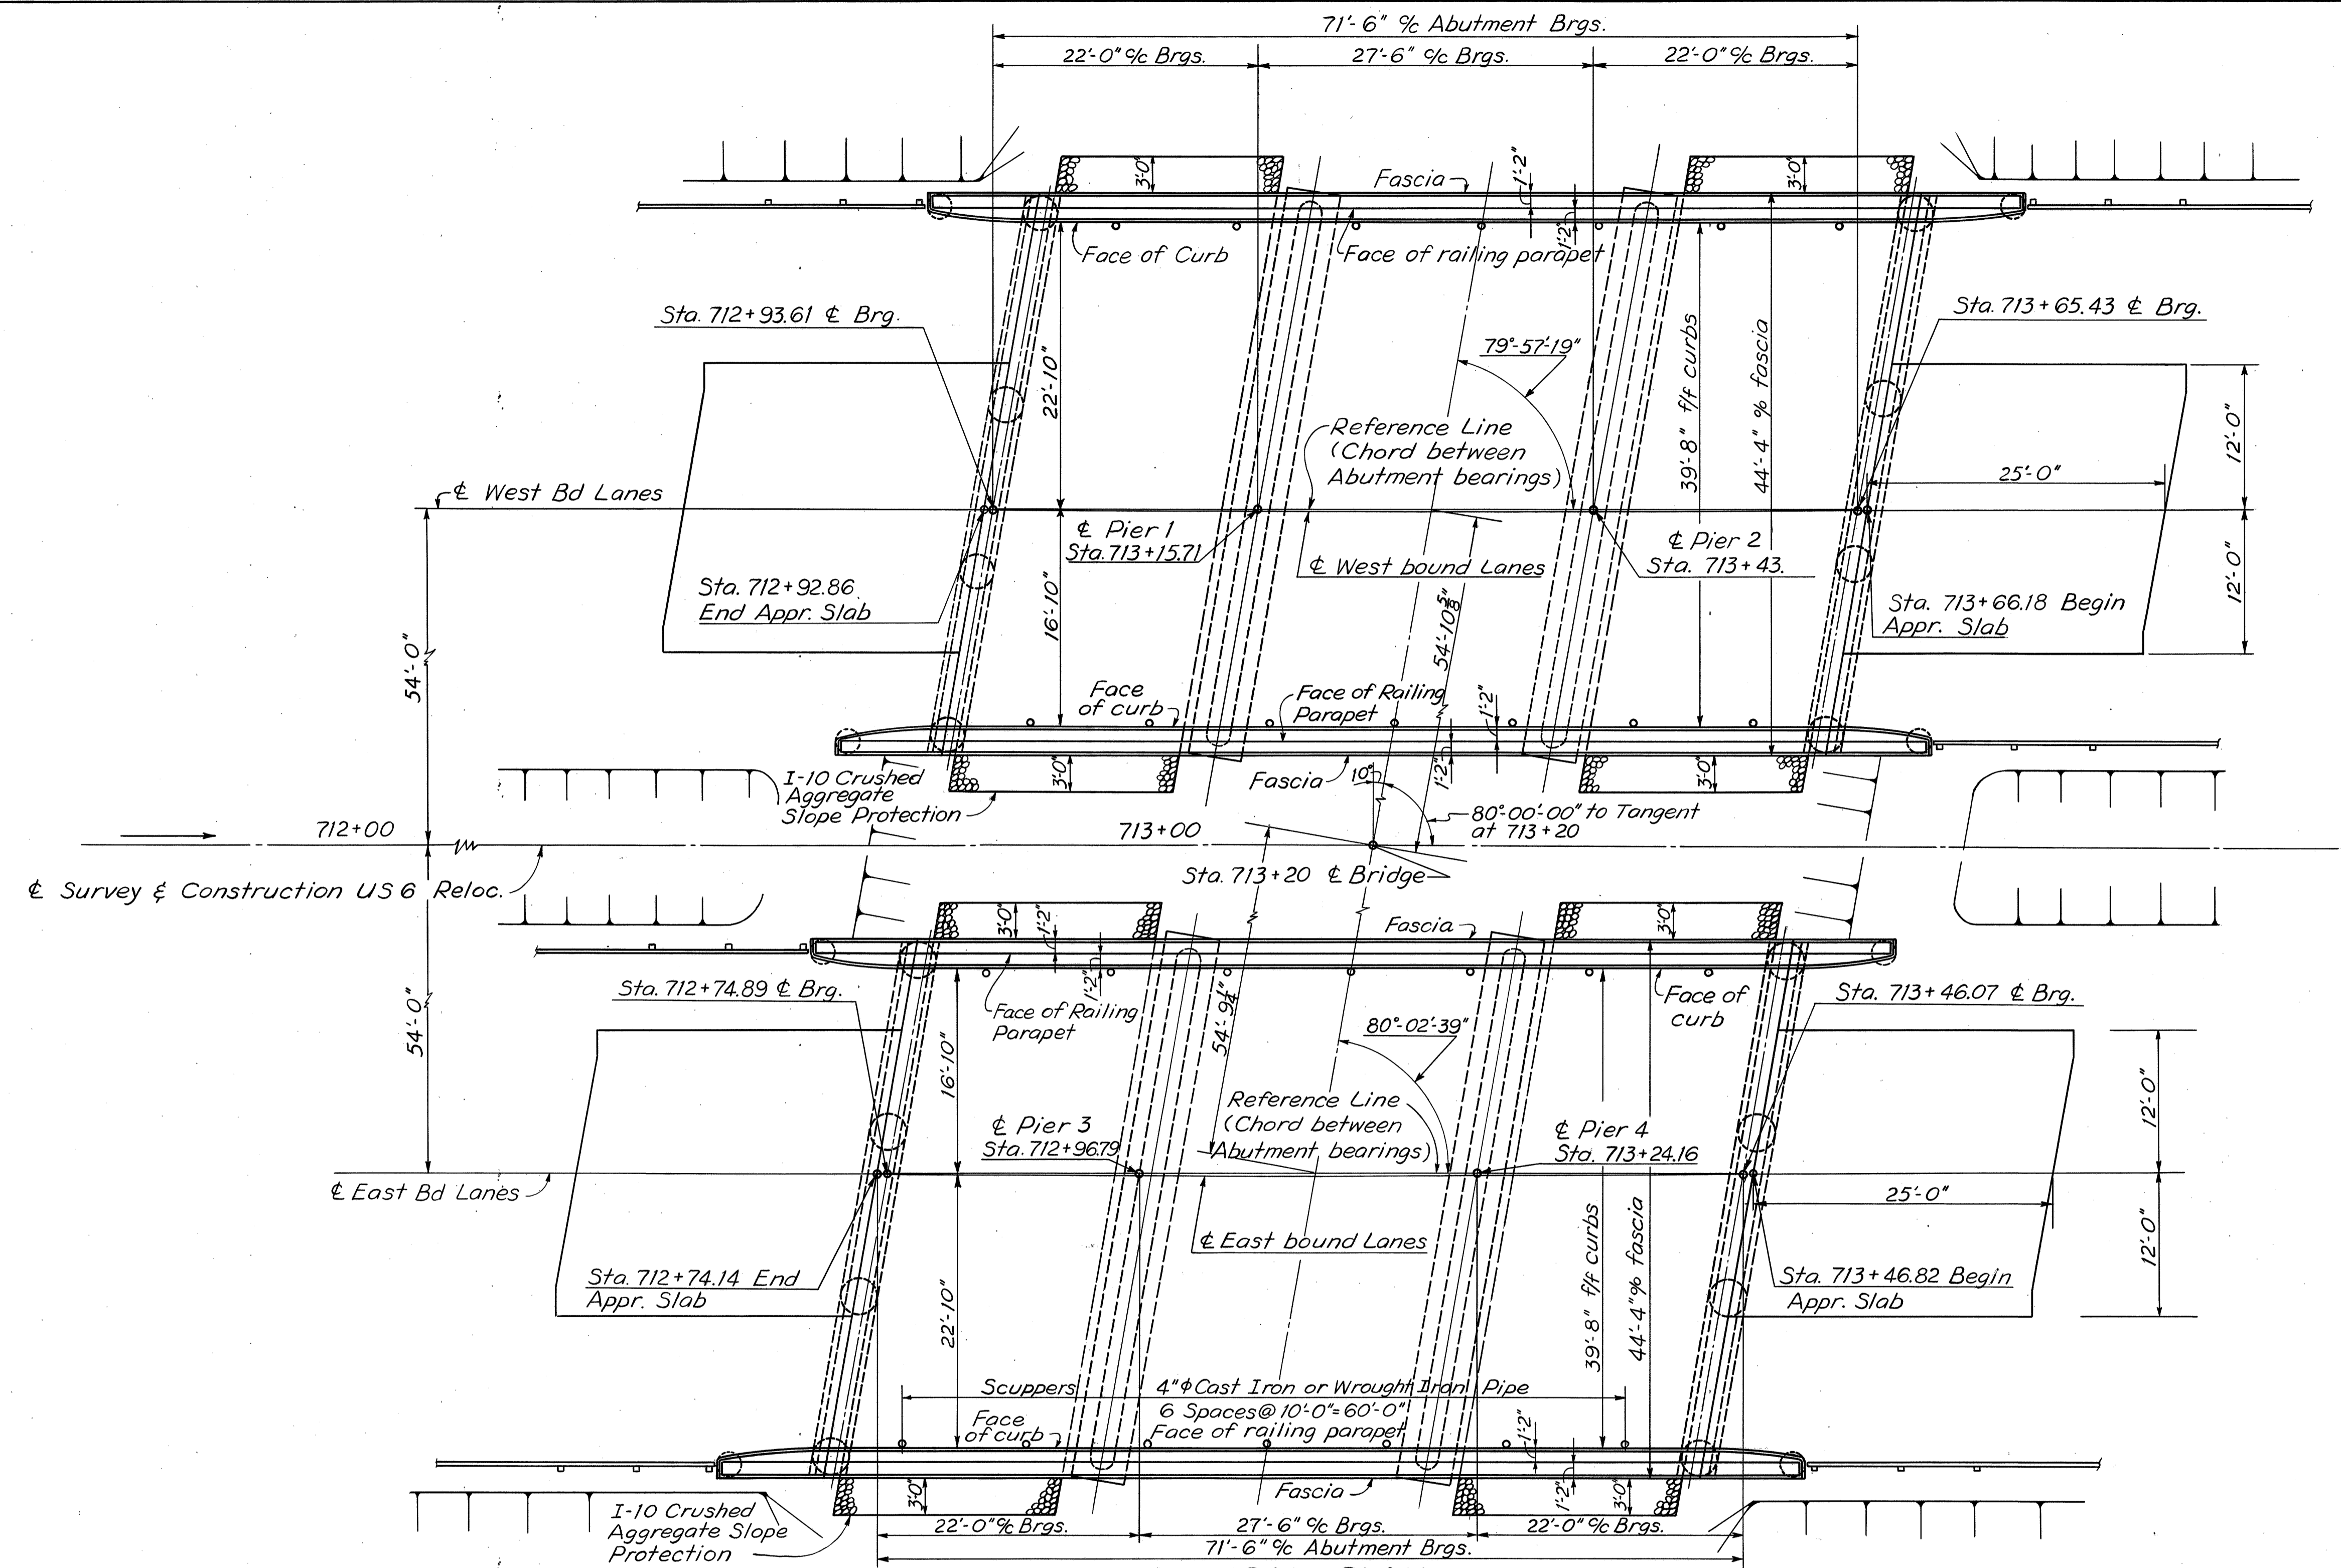 71'-6" c/c Abutment Brgs.
22'-0" c/c Brgs.
27'-6" c/c Brgs.
22'-0" c/c Brgs.
3'-0"
Fascia
1'-2"
3'-0"
1'-2"
Face of Curb
Face of railing parapet
Sta. 712+93.61 ℄ Brg.
Sta. 713+65.43 ℄ Brg.
79°-57'-19"
22'-10"
39'-8" f/f curbs
44'-4" o/o fascia
Reference Line
(Chord between
Abutment bearings)
12'-0"
25'-0"
℄ West Bd Lanes
℄ Pier 1
Sta. 713+15.71
℄ Pier 2
Sta. 713+43.
℄ West bound Lanes
Sta. 712+92.86
End Appr. Slab
16'-10"
54'-10 5/8"
Sta. 713+66.18 Begin
Appr. Slab
12'-0"
54'-0"
Face
of curb
Face of Railing
Parapet
1'-2"
I-10 Crushed
Aggregate
Slope Protection
3'-0"
Fascia
10°
1'-2"
3'-0"
80°-00'-00" to Tangent
at 713+20
712+00
713+00
Sta. 713+20 ℄ Bridge
℄ Survey & Construction US 6 Reloc.
3'-0"
1'-2"
Fascia
3'-0"
Sta. 712+74.89 ℄ Brg.
1'-2"
Face of Railing
Parapet
54'-9 1/4"
Face of
curb
Sta. 713+46.07 ℄ Brg.
54'-0"
80°-02'-39"
16'-10"
12'-0"
Reference Line
(Chord between
Abutment bearings)
℄ Pier 3
Sta. 712+96.79
℄ Pier 4
Sta. 713+24.16
℄ East Bd Lanes
25'-0"
℄ East bound Lanes
39'-8" f/f curbs
44'-4" o/o fascia
12'-0"
Sta. 712+74.14 End
Appr. Slab
Sta. 713+46.82 Begin
Appr. Slab
22'-10"
Scuppers 4"ϕ Cast Iron or Wrought Iron Pipe
6 Spaces @ 10'-0"=60'-0"
Face
of curb
Face of railing parapet
1'-2"
3'-0"
Fascia
1'-2"
3'-0"
I-10 Crushed
Aggregate Slope
Protection
22'-0" c/c Brgs.
27'-6" c/c Brgs.
22'-0" c/c Brgs.
71'-6" c/c Abutment Brgs.